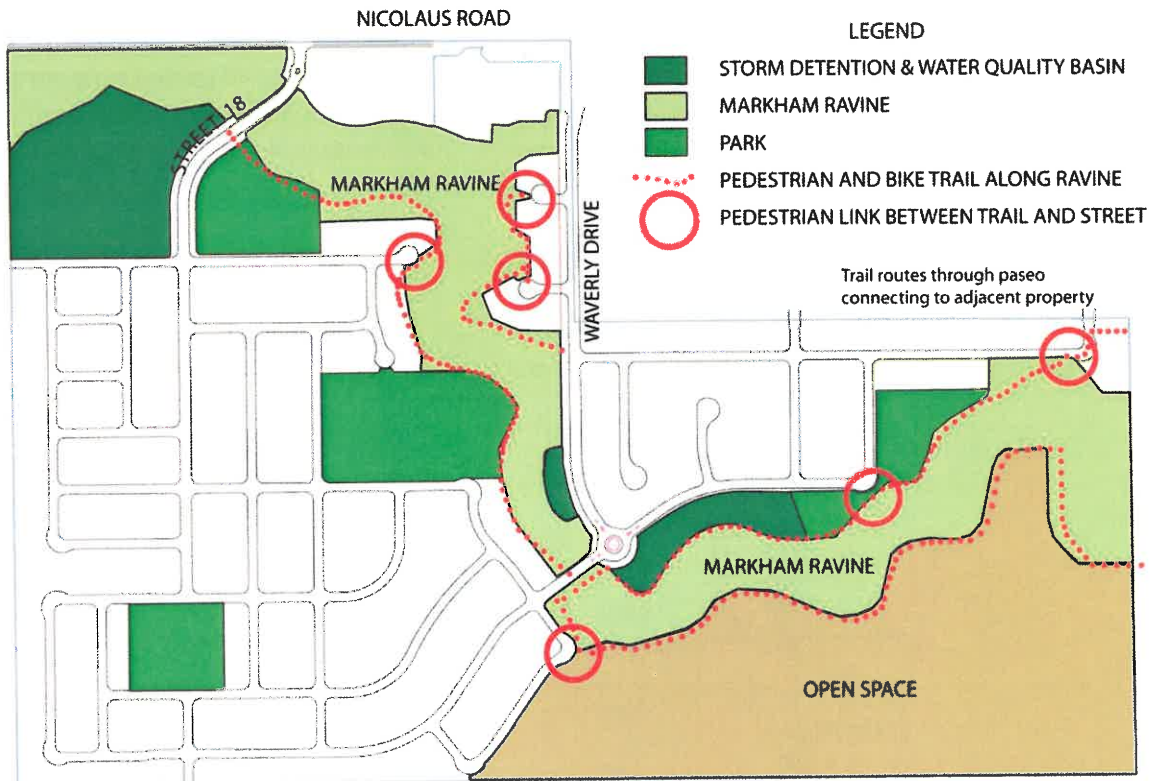 NICOLAUS ROAD
LEGEND
STORM DETENTION & WATER QUALITY BASIN
MARKHAM RAVINE
PARK
PEDESTRIAN AND BIKE TRAIL ALONG RAVINE
PEDESTRIAN LINK BETWEEN TRAIL AND STREET
STREET 18
MARKHAM RAVINE
WAVERLY DRIVE
Trail routes through paseo
connecting to adjacent property
MARKHAM RAVINE
OPEN SPACE